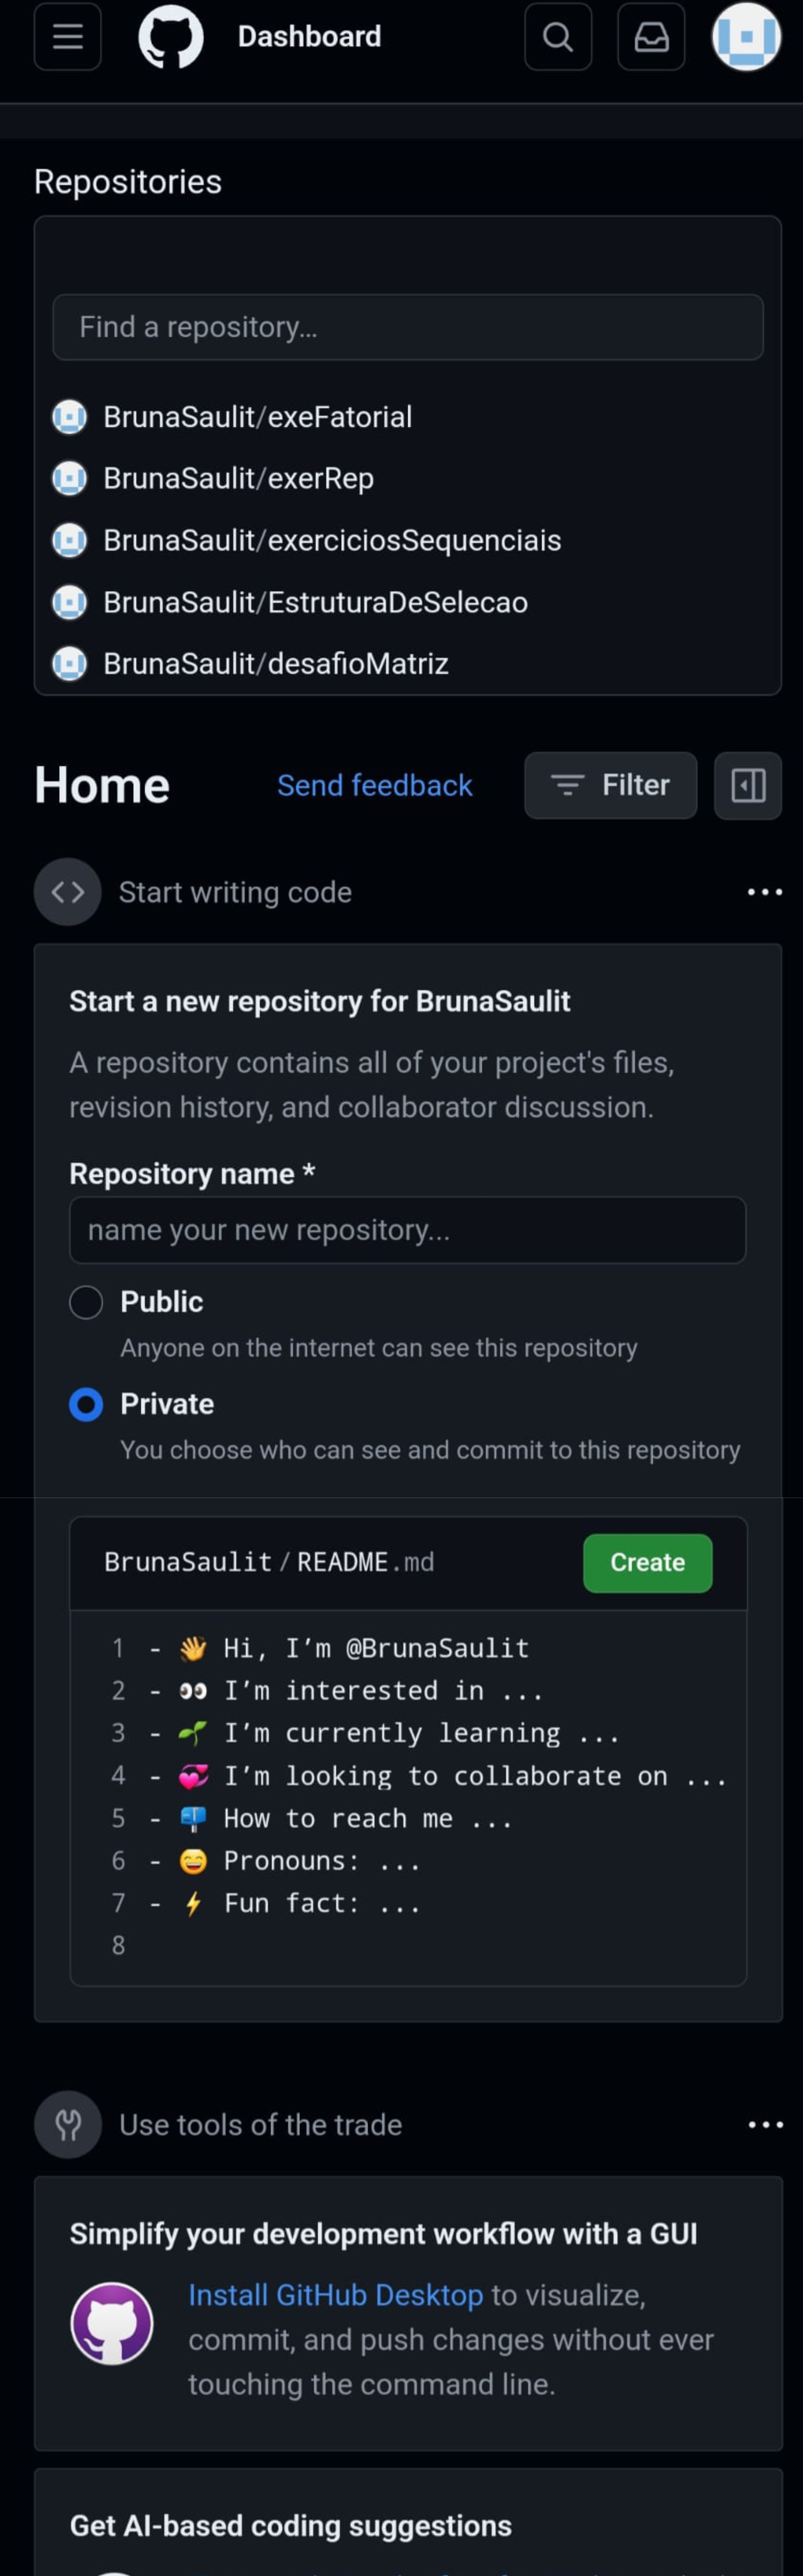 Dashboard
Repositories
Find a repository…
BrunaSaulit/exeFatorial
BrunaSaulit/exerRep
BrunaSaulit/exerciciosSequenciais
BrunaSaulit/EstruturaDeSelecao
BrunaSaulit/desafioMatriz
Home
Send feedback
Filter
Start writing code
Start a new repository for BrunaSaulit
A repository contains all of your project's files,
revision history, and collaborator discussion.
Repository name *
name your new repository...
Public
Anyone on the internet can see this repository
Private
You choose who can see and commit to this repository
BrunaSaulit / README.md
Create
1 - 👋 Hi, I’m @BrunaSaulit
2 - 👀 I’m interested in ...
3 - 🌱 I’m currently learning ...
4 - 💞️ I’m looking to collaborate on ...
5 - 📫 How to reach me ...
6 - 😄 Pronouns: ...
7 - ⚡ Fun fact: ...
8
Use tools of the trade
Simplify your development workflow with a GUI
Install GitHub Desktop to visualize,
commit, and push changes without ever
touching the command line.
Get AI-based coding suggestions